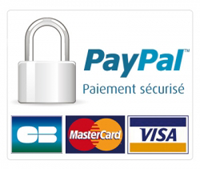 PayPal™
Paiement sécurisé
CB
MasterCard
VISA